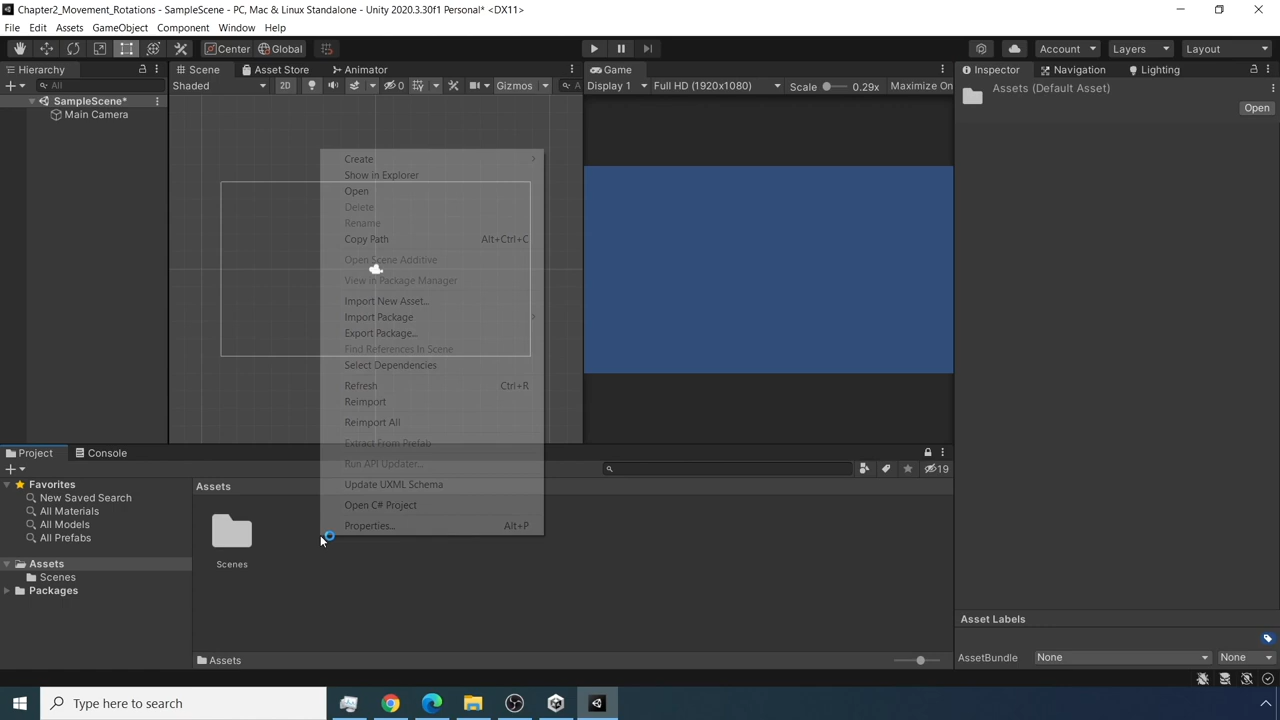 Chapter2_Movement_Rotations - SampleScene - PC, Mac & Linux Standalone - Unity 2020.3.30f1 Personal* <DX11>
File Edit Assets GameObject Component Window Help
Center Global Account Layers Layout
Hierarchy Scene Asset Store Animator Game Inspector Navigation Lighting
All Shaded 2D 0 Gizmos A Display 1 Full HD (1920x1080) Scale 0.29x Maximize On Assets (Default Asset)
SampleScene* Open
Main Camera
Create
Show in Explorer
Open
Delete
Rename
Copy Path Alt+Ctrl+C
Open Scene Additive
View in Package Manager
Import New Asset...
Import Package
Export Package...
Find References In Scene
Select Dependencies
Refresh Ctrl+R
Reimport
Reimport All
Extract From Prefab
Run API Updater...
Update UXML Schema
Open C# Project
Properties... Alt+P
Project Console
19
Favorites Assets
New Saved Search
All Materials
All Models
All Prefabs
Assets Scenes
Scenes
Packages
Asset Labels
Assets AssetBundle None None
Type here to search